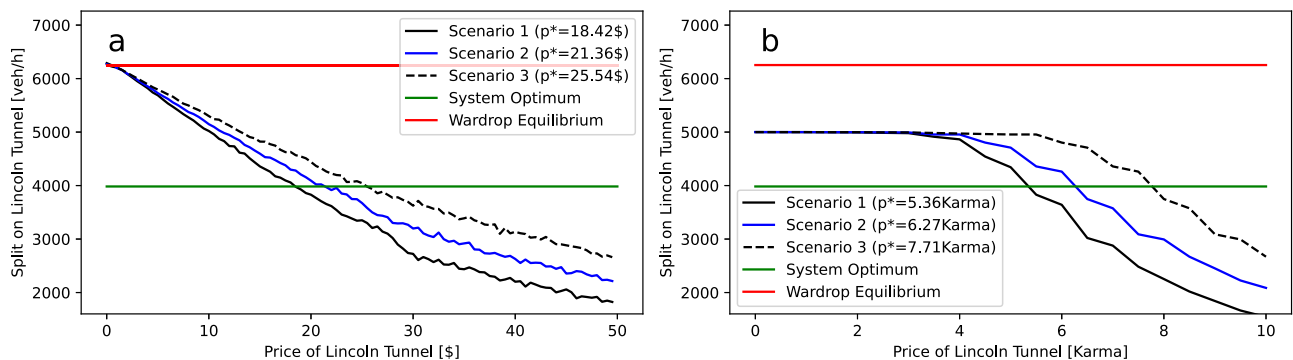 a
7000
6000
5000
4000
3000
2000
Split on Lincoln Tunnel [veh/h]
Scenario 1 (p*=18.42$)
Scenario 2 (p*=21.36$)
Scenario 3 (p*=25.54$)
System Optimum
Wardrop Equilibrium
0 10 20 30 40 50
Price of Lincoln Tunnel [$]
b
7000
6000
5000
4000
3000
2000
Split on Lincoln Tunnel [veh/h]
Scenario 1 (p*=5.36Karma)
Scenario 2 (p*=6.27Karma)
Scenario 3 (p*=7.71Karma)
System Optimum
Wardrop Equilibrium
0 2 4 6 8 10
Price of Lincoln Tunnel [Karma]